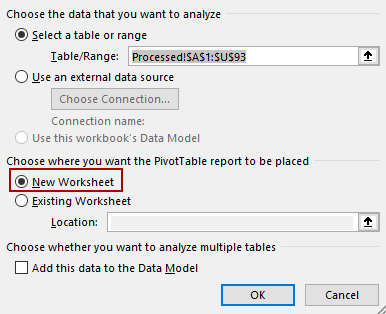 Choose the data that you want to analyze
Select a table or range
Table/Range: Processed!$A$1:$U$93
Use an external data source
Choose Connection...
Connection name:
Use this workbook's Data Model
Choose where you want the PivotTable report to be placed
New Worksheet
Existing Worksheet
Location:
Choose whether you want to analyze multiple tables
Add this data to the Data Model
OK Cancel